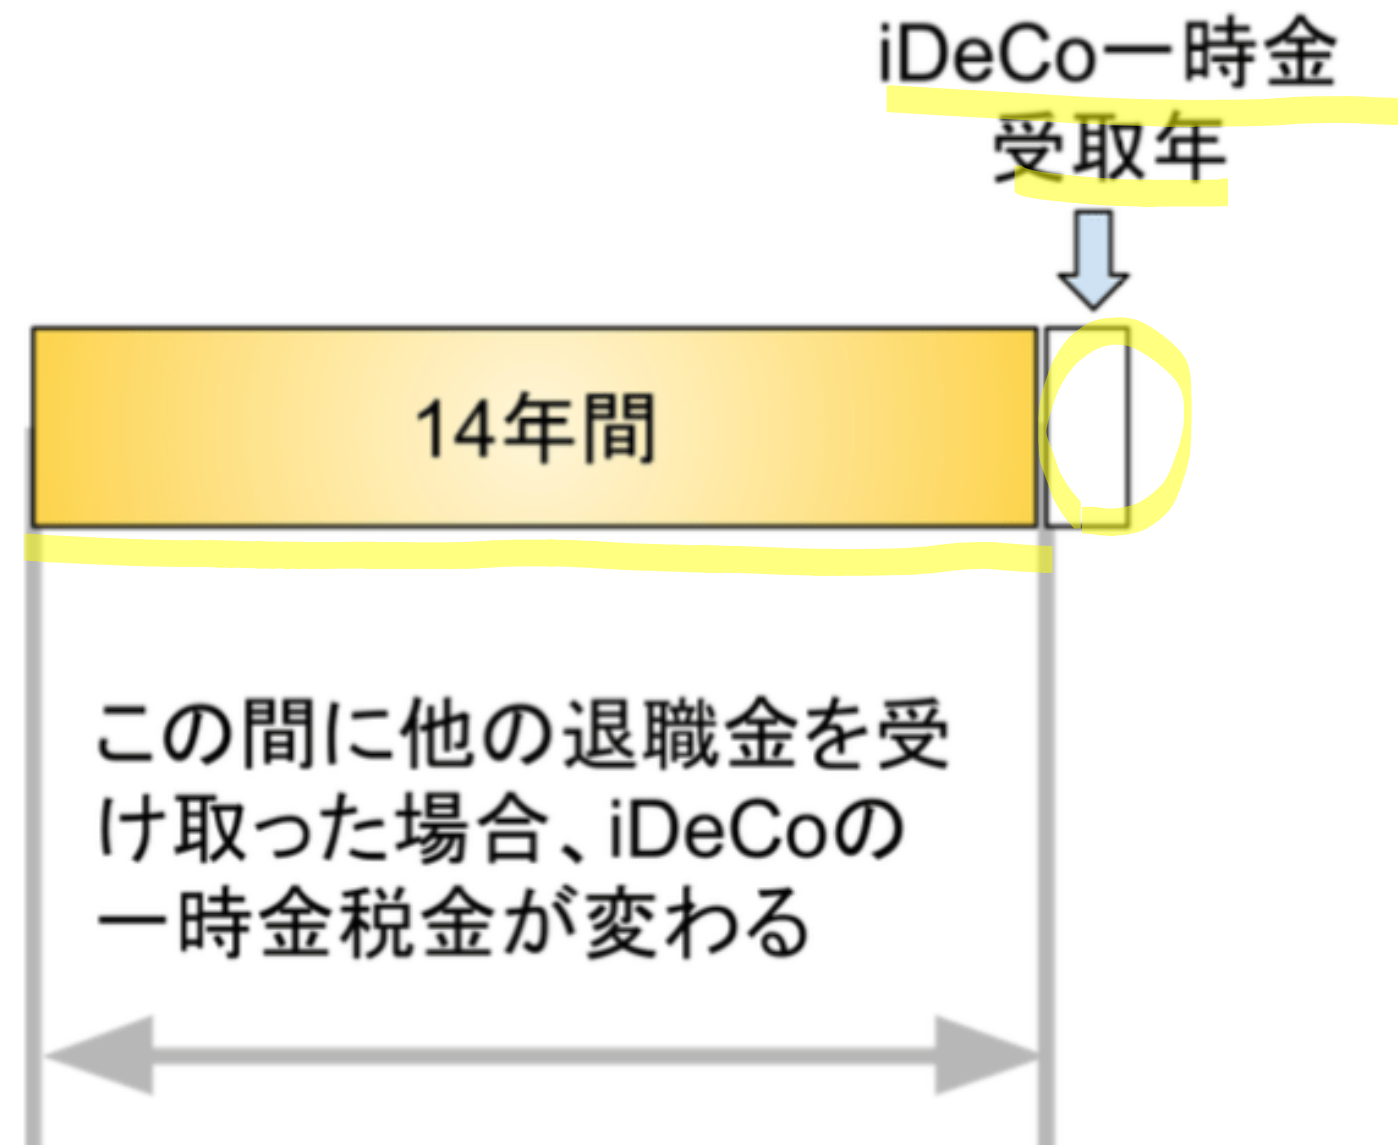 iDeCo一時金
受取年
14年間
この間に他の退職金を受
け取った場合、iDeCoの
一時金税金が変わる